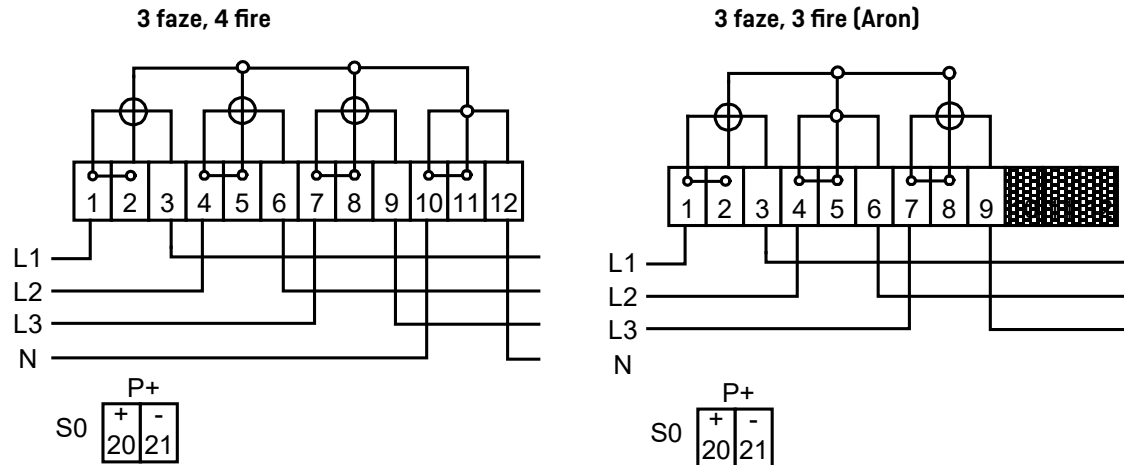 3 faze, 4 fire
1 2 3 4 5 6 7 8 9 10 11 12
L1
L2
L3
N
P+
S0 + -
20 21
3 faze, 3 fire (Aron)
1 2 3 4 5 6 7 8 9
L1
L2
L3
N
P+
S0 + -
20 21